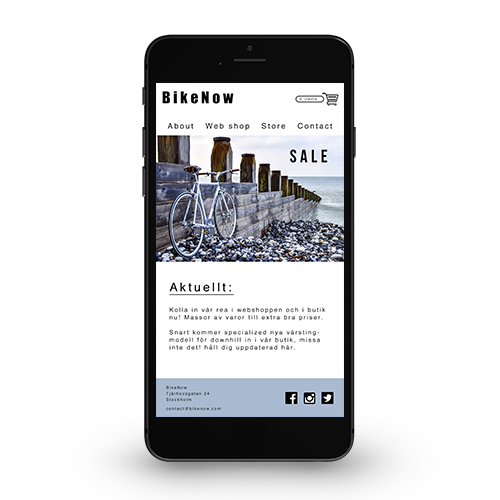 BikeNow
0 items
About Web shop Store Contact
SALE
Aktuellt:
Kolla in vår rea i webshoppen och i butik
nu! Massor av varor till extra bra priser.
Snart kommer specialized nya värsting-
modell för downhill in i vår butik, missa
inte det! håll dig uppdaterad här.
BikeNow
Tjärhovsgatan 24
Stockholm
contact@bikenow.com